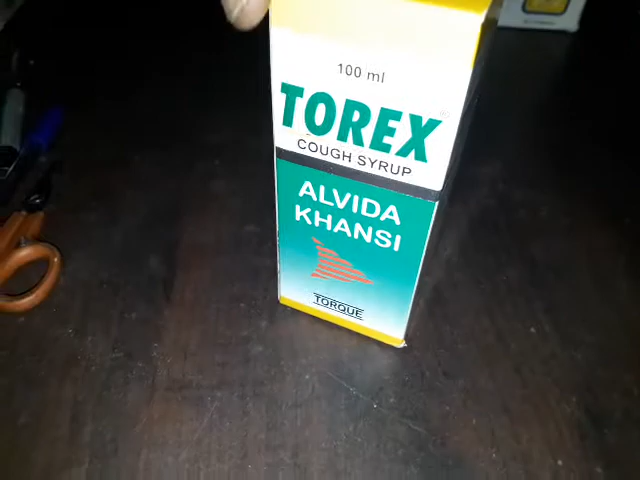 100 ml
TOREX
COUGH SYRUP
ALVIDA
KHANSI
TORQUE